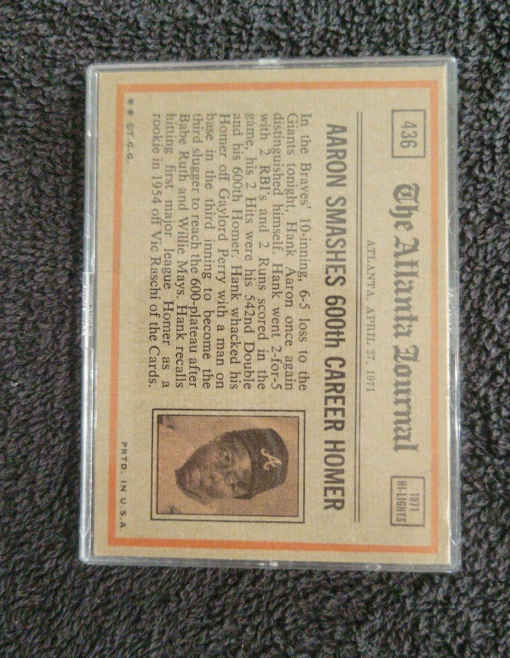 436
The Atlanta Journal
1971
HI-LIGHTS
ATLANTA, APRIL 27, 1971
AARON SMASHES 600th CAREER HOMER
In the Braves' 10-inning, 6-5 loss to the
Giants tonight, Hank Aaron once again
distinguished himself. Hank went 2-for-5
with 2 RBI's and 2 Runs scored in the
game, his 2 Hits were his 542nd Double
and his 600th Homer. Hank whacked his
Homer off Gaylord Perry with a man on
base in the third inning to become the
third slugger to reach the 600-plateau after
Babe Ruth and Willie Mays. Hank recalls
hitting first major league Homer as a
rookie in 1954 off Vic Raschi of the Cards.
A
** ©T.C.G.
PRTD. IN U.S.A.